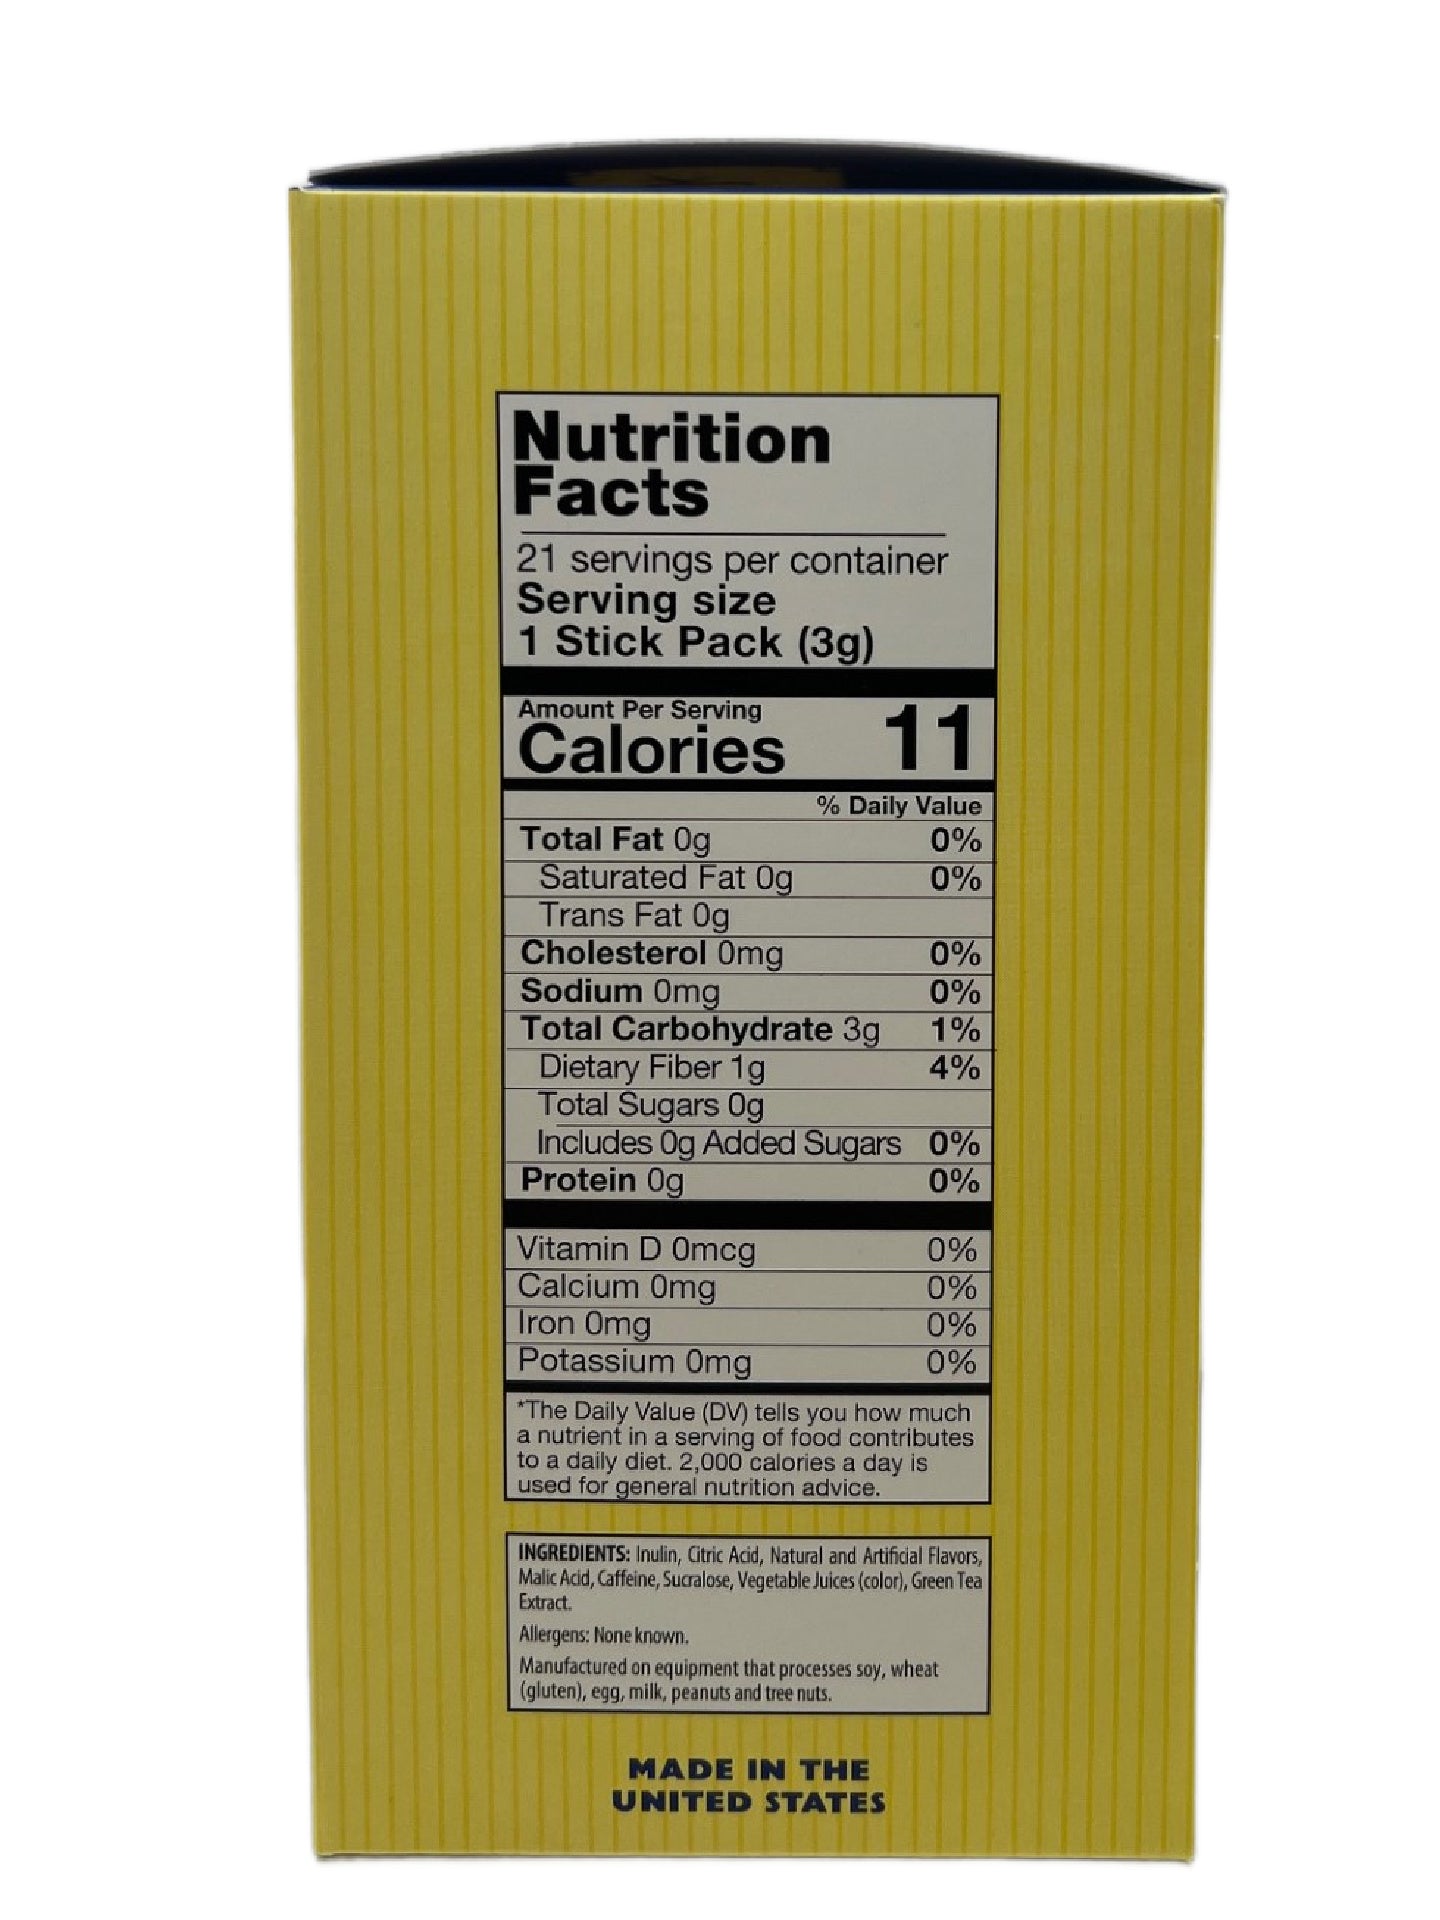 Nutrition
Facts
21 servings per container
Serving size
1 Stick Pack (3g)
Amount Per Serving
Calories 11
% Daily Value
Total Fat 0g 0%
Saturated Fat 0g 0%
Trans Fat 0g
Cholesterol 0mg 0%
Sodium 0mg 0%
Total Carbohydrate 3g 1%
Dietary Fiber 1g 4%
Total Sugars 0g
Includes 0g Added Sugars 0%
Protein 0g 0%
Vitamin D 0mcg 0%
Calcium 0mg 0%
Iron 0mg 0%
Potassium 0mg 0%
*The Daily Value (DV) tells you how much
a nutrient in a serving of food contributes
to a daily diet. 2,000 calories a day is
used for general nutrition advice.
INGREDIENTS: Inulin, Citric Acid, Natural and Artificial Flavors,
Malic Acid, Caffeine, Sucralose, Vegetable Juices (color), Green Tea
Extract.
Allergens: None known.
Manufactured on equipment that processes soy, wheat
(gluten), egg, milk, peanuts and tree nuts.
MADE IN THE
UNITED STATES